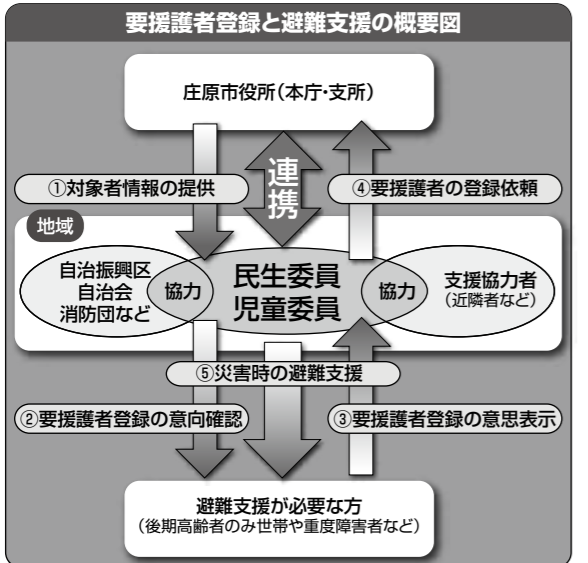 要援護者登録と避難支援の概要図
庄原市役所(本庁・支所)
①対象者情報の提供
連携
④要援護者の登録依頼
地域
自治振興区
自治会
消防団など
協力
民生委員
児童委員
協力
支援協力者
(近隣者など)
⑤災害時の避難支援
②要援護者登録の意向確認
③要援護者登録の意思表示
避難支援が必要な方
(後期高齢者のみ世帯や重度障害者など)